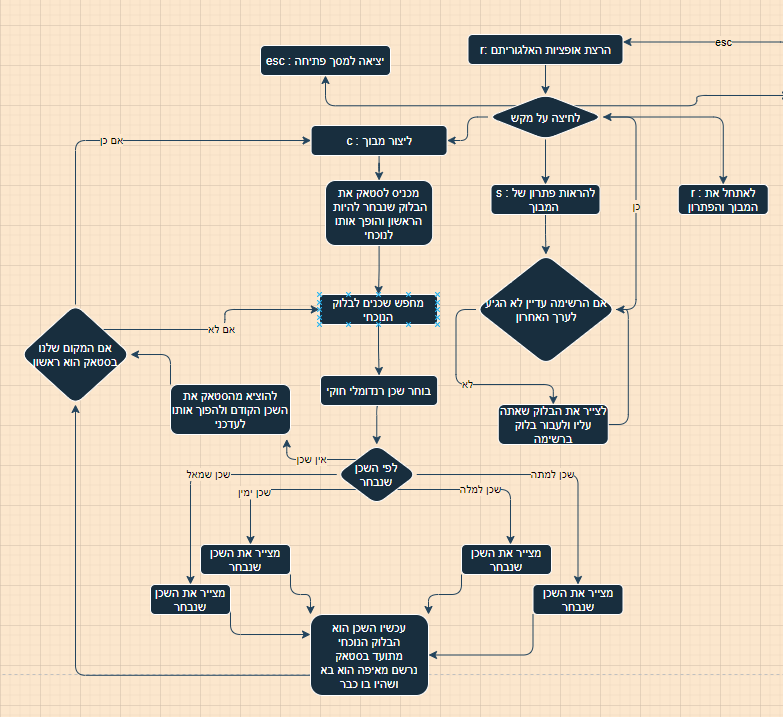 הרצת אופציות האלגוריתם :r
esc
יציאה למסך פתיחה : esc
לחיצה על מקש
ליצור מבוך : c
אם כן
מכניס לסטאק את
הבלוק שנבחר להיות
הראשון והופך אותו
לנוכחי
להראות פתרון של : s
המבוך
לאתחל את : r
המבוך והפתרון
כן
מחפש שכנים לבלוק
הנוכחי
אם הרשימה עדיין לא הגיע
לערך האחרון
אם לא
אם המקום שלנו
בסטאק הוא ראשון
לא
בוחר שכן רנדומלי חוקי
להוציא מהסטאק את
השכן הקודם ולהפוך אותו
לעדכני
לצייר את הבלוק שאתה
עליו ולעבור בלוק
ברשימה
אין שכן
לפי השכן
שנבחר
שכן למתה
שכן למלה
שכן ימין
שכן שמאל
מצייר את השכן
שנבחר
מצייר את השכן
שנבחר
מצייר את השכן
שנבחר
מצייר את השכן
שנבחר
עכשיו השכן הוא
הבלוק הנוכחי
מתועד בסטאק
נרשם מאיפה הוא בא
ושהיו בו כבר